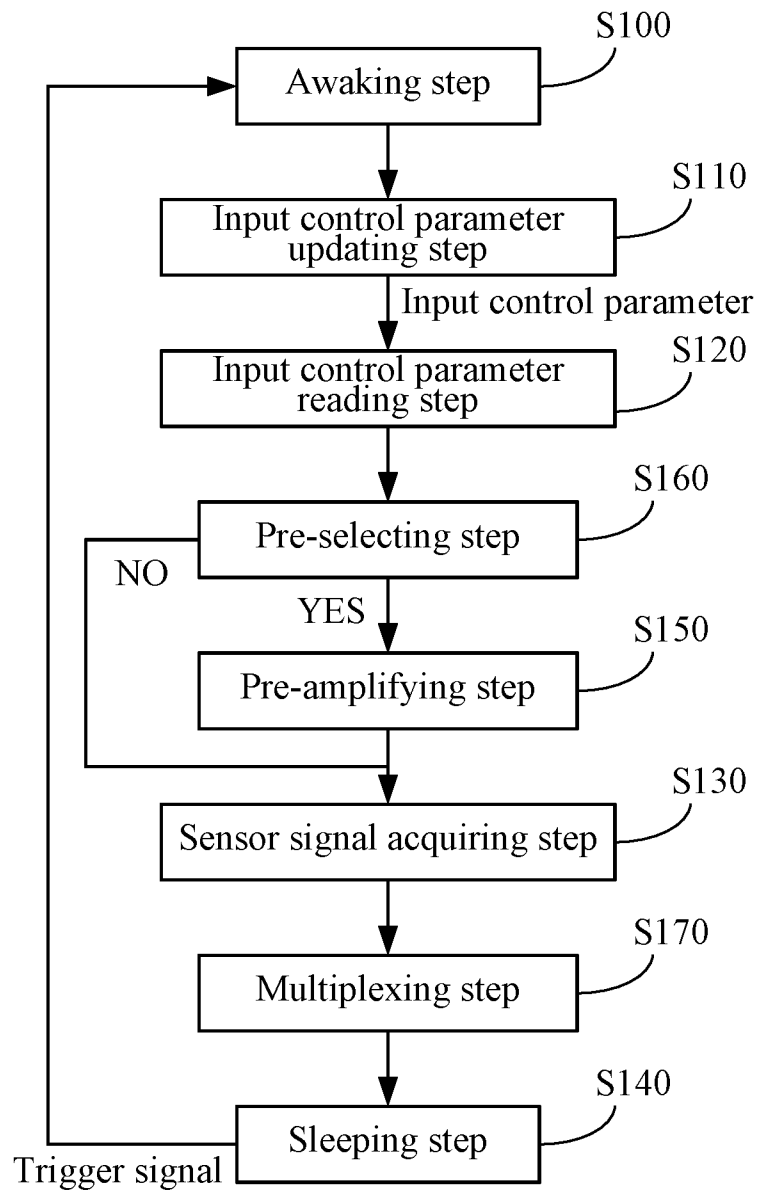 S100
Awaking step
S110
Input control parameter
updating step
Input control parameter
S120
Input control parameter
reading step
S160
Pre-selecting step
NO
YES
S150
Pre-amplifying step
S130
Sensor signal acquiring step
S170
Multiplexing step
S140
Sleeping step
Trigger signal